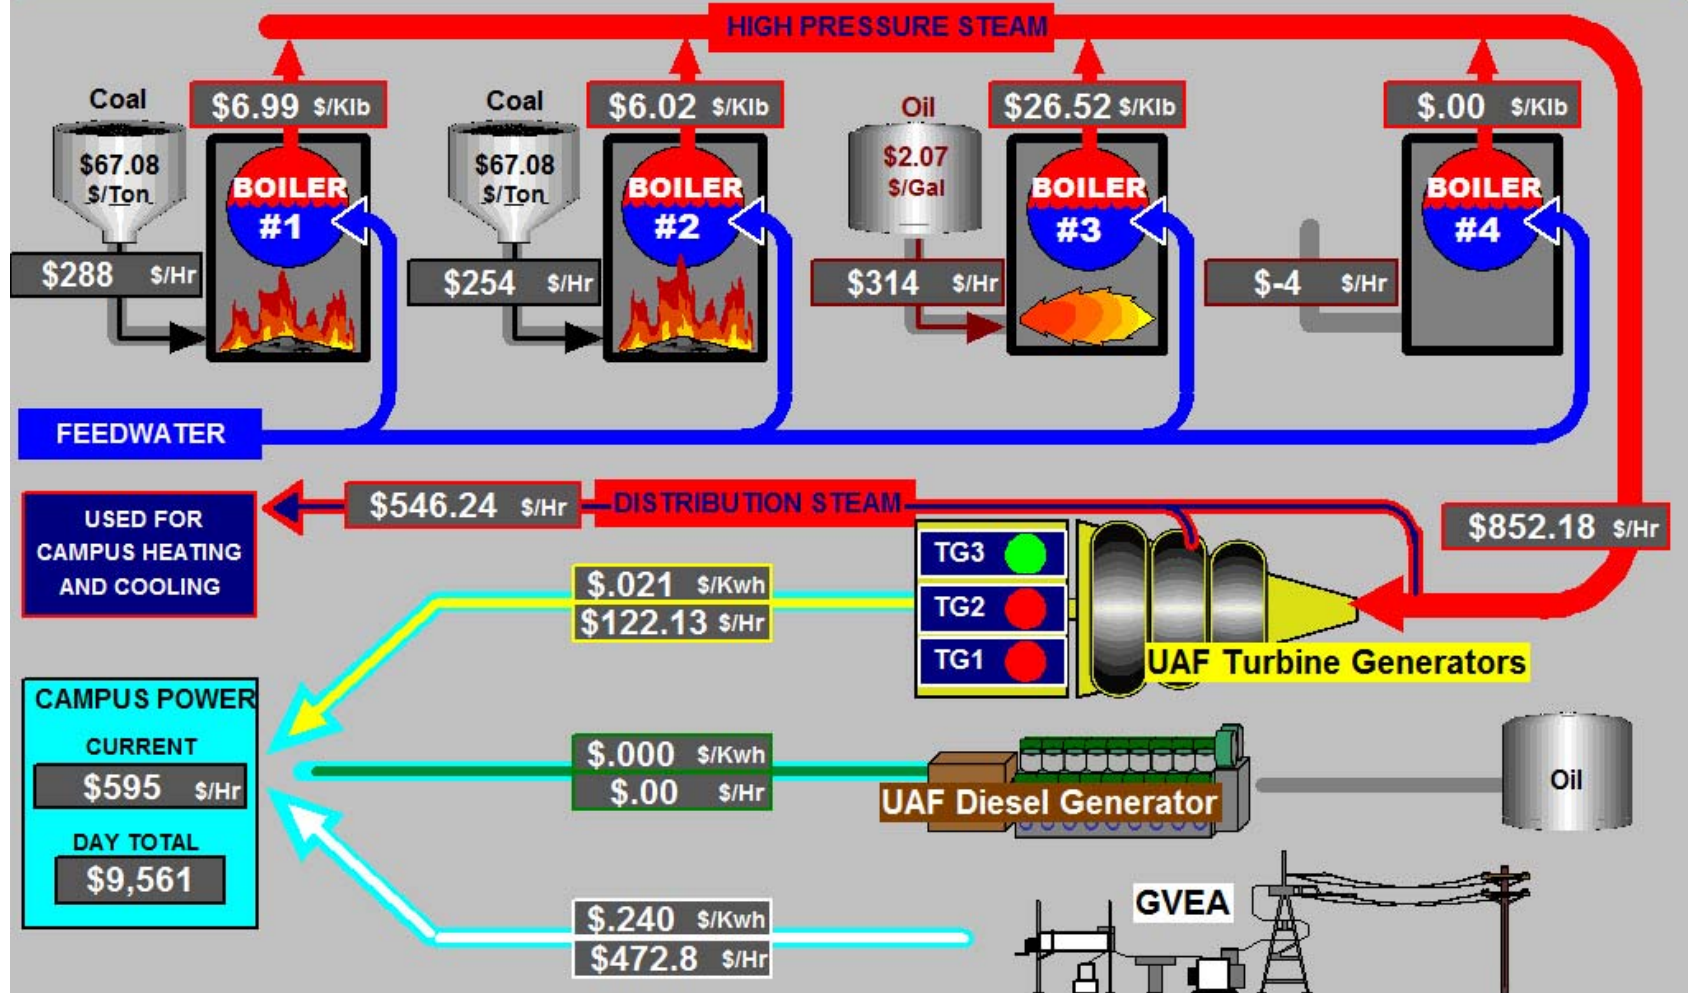 HIGH PRESSURE STEAM
Coal
$6.99 $/Klb
Coal
$6.02 $/Klb
Oil
$26.52 $/Klb
$.00 $/Klb
$67.08
$/Ton
BOILER
#1
$67.08
$/Ton
BOILER
#2
$2.07
$/Gal
BOILER
#3
BOILER
#4
$288 $/Hr
$254 $/Hr
$314 $/Hr
$-4 $/Hr
FEEDWATER
USED FOR
CAMPUS HEATING
AND COOLING
$546.24 $/Hr
DISTRIBUTION STEAM
$852.18 $/Hr
TG3
TG2
TG1
$.021 $/Kwh
$122.13 $/Hr
UAF Turbine Generators
CAMPUS POWER
CURRENT
$595 $/Hr
DAY TOTAL
$9,561
$.000 $/Kwh
$.00 $/Hr
UAF Diesel Generator
Oil
GVEA
$.240 $/Kwh
$472.8 $/Hr